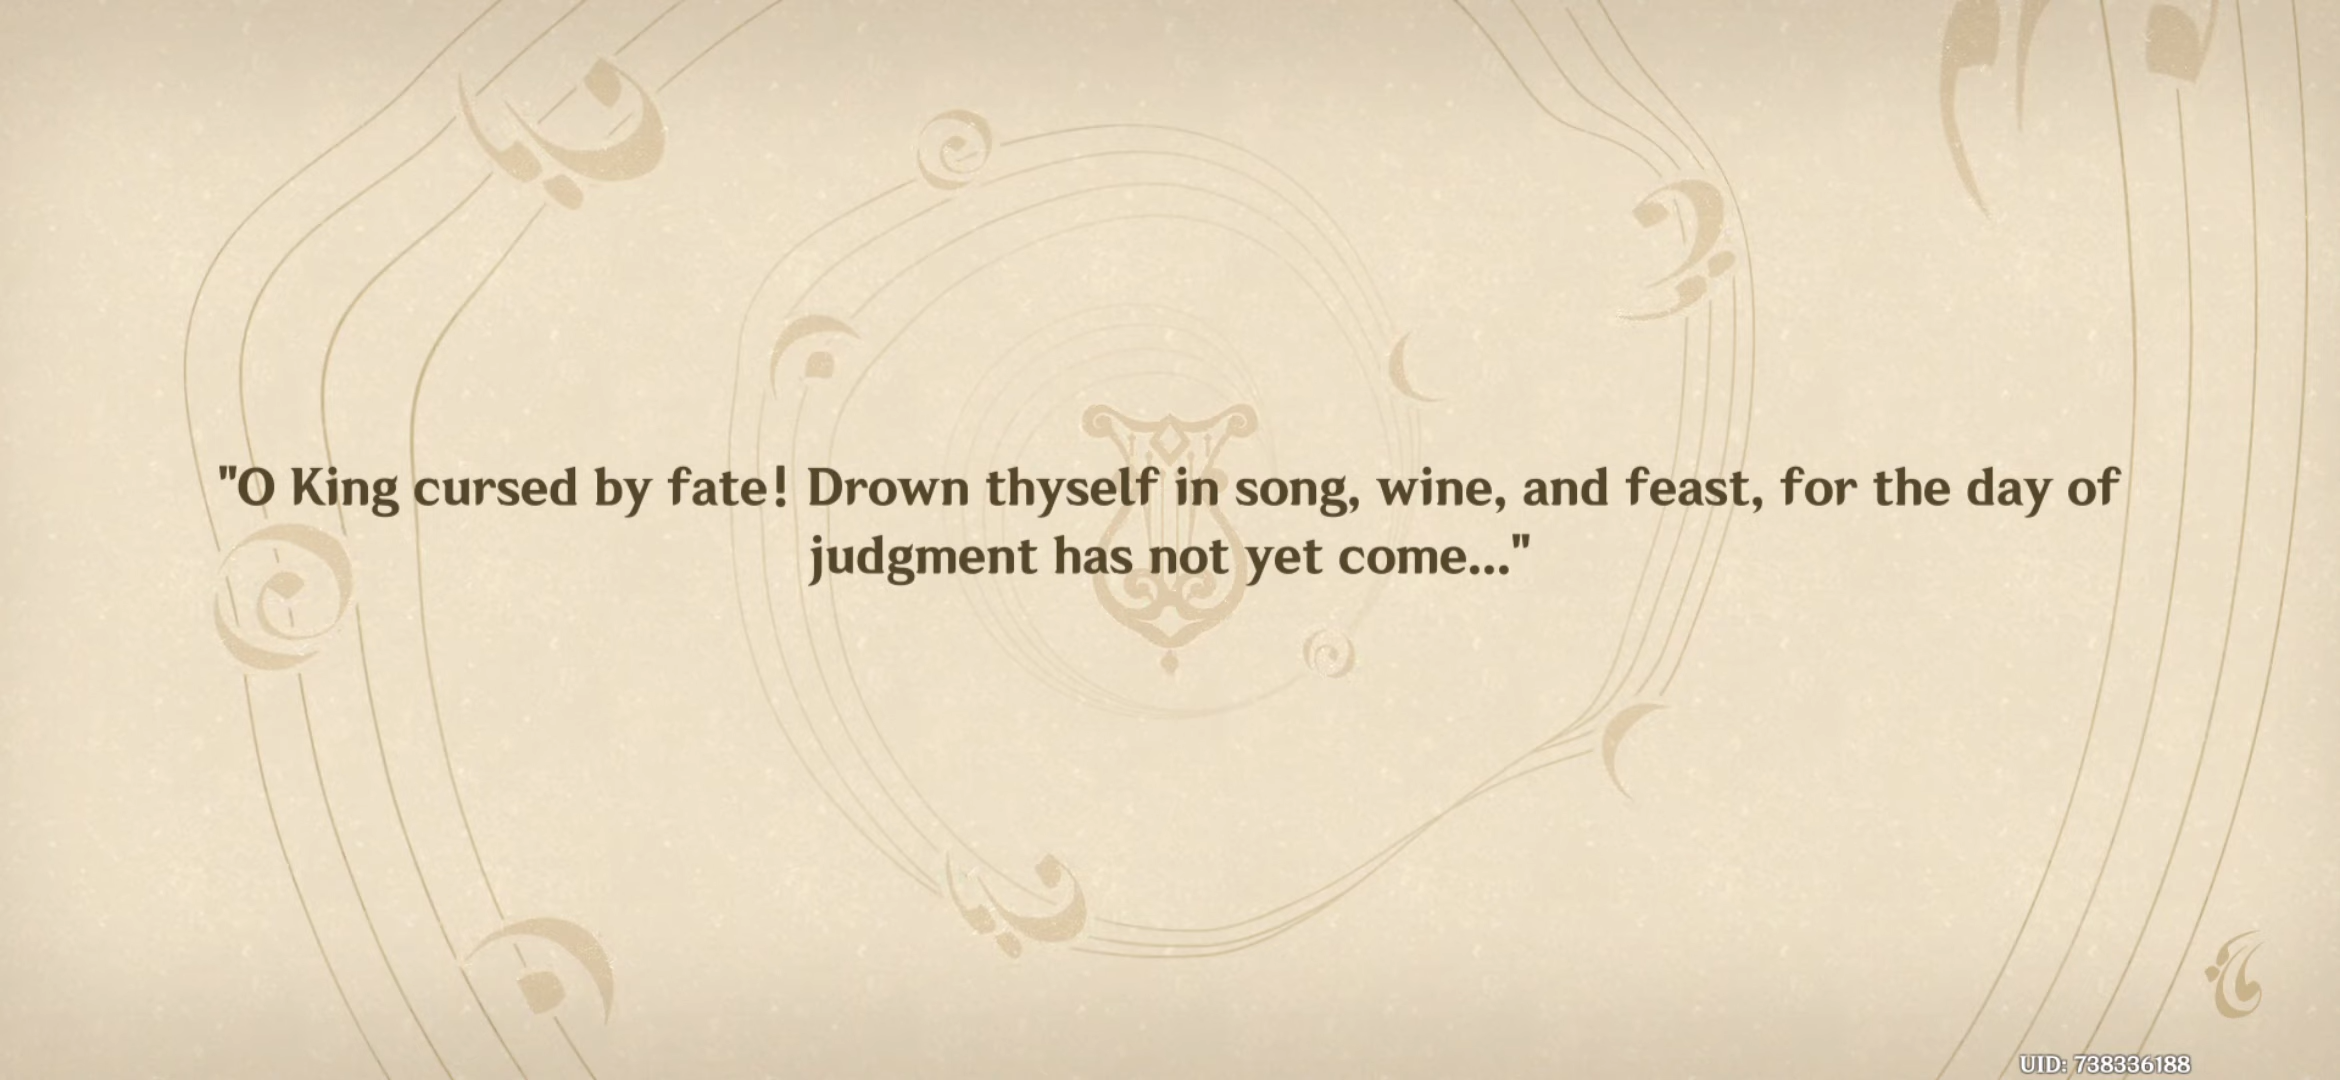 "O King cursed by fate! Drown thyself in song, wine, and feast, for the day of
judgment has not yet come..."
UID: 738336188